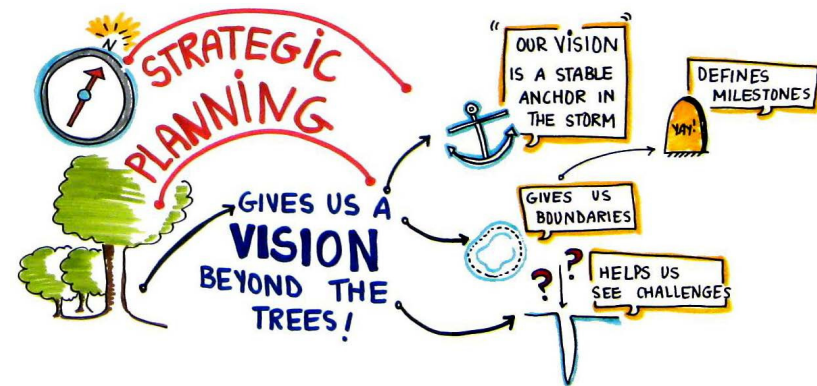 N
STRATEGIC
PLANNING
GIVES US A
VISION
BEYOND THE
TREES!
" OUR VISION "
IS A STABLE
ANCHOR IN
THE STORM
DEFINES
MILESTONES
YAY!
GIVES US
BOUNDARIES
? ?
HELPS US
SEE CHALLENGES